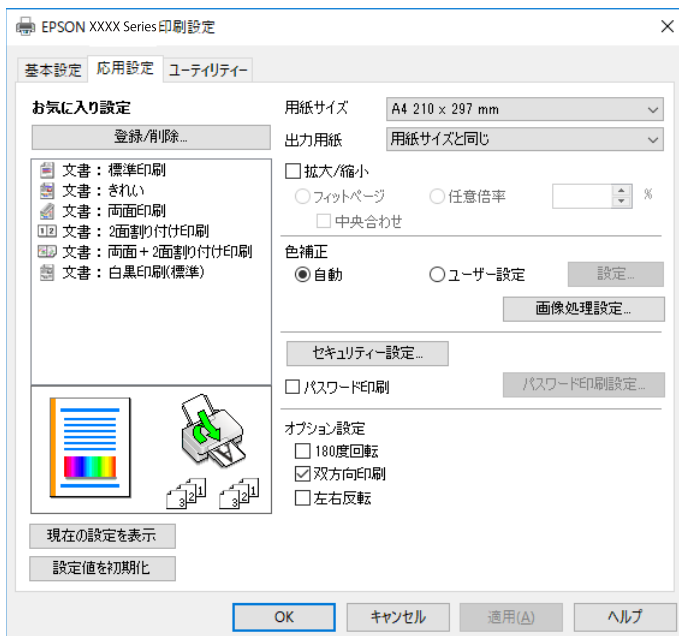 EPSON XXXX Series印刷設定
基本設定
応用設定
ユーティリティー
お気に入り設定
登録/削除...
文書：標準印刷
文書：きれい
文書：両面印刷
12 文書：2面割り付け印刷
文書：両面＋2面割り付け印刷
文書：白黒印刷(標準)
321 321
現在の設定を表示
設定値を初期化
用紙サイズ A4 210 x 297 mm
出力用紙 用紙サイズと同じ
拡大/縮小
フィットページ 任意倍率 %
中央合わせ
色補正
自動 ユーザー設定 設定...
画像処理設定...
セキュリティー設定...
パスワード印刷 パスワード印刷設定...
オプション設定
180度回転
双方向印刷
左右反転
OK キャンセル 適用(A) ヘルプ